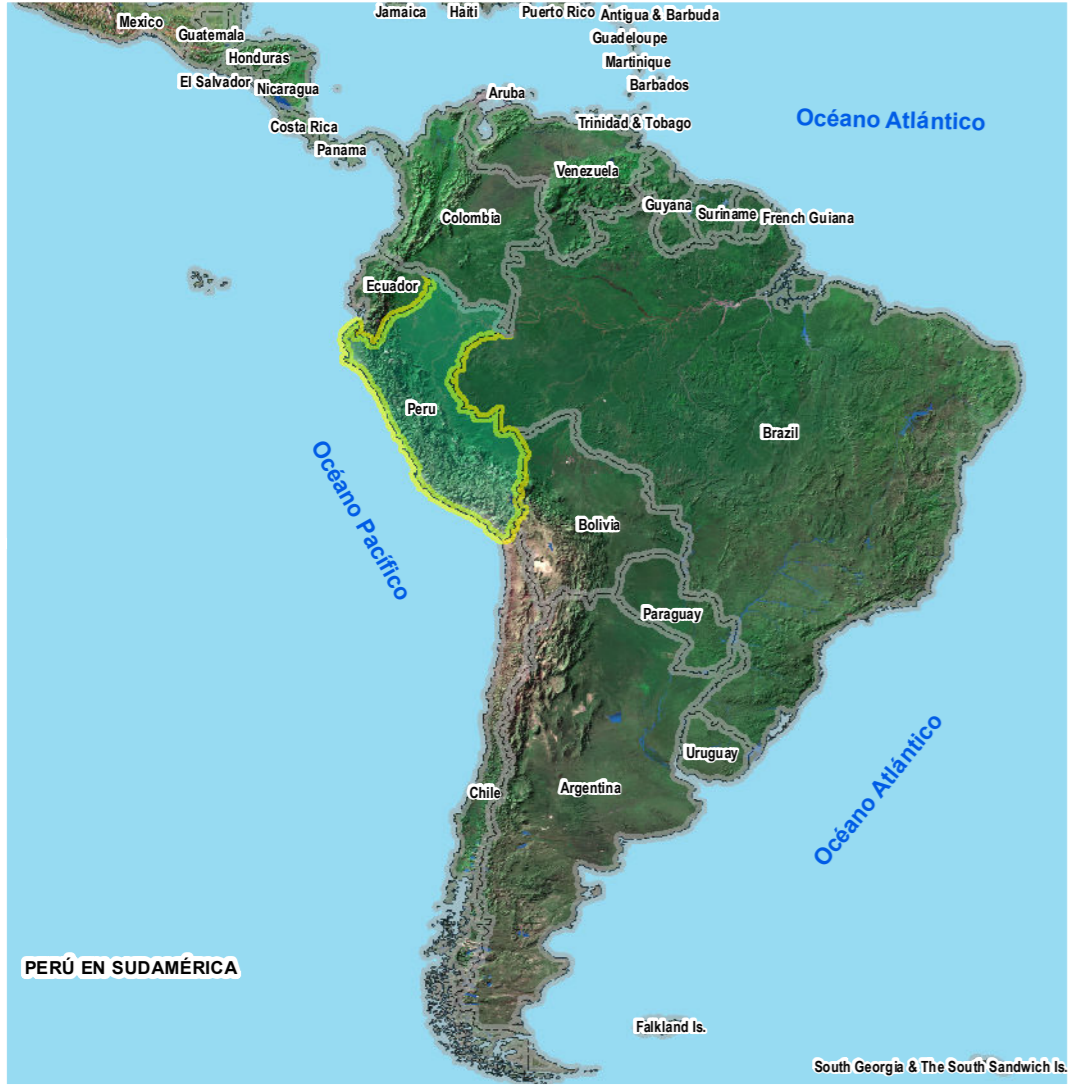 Jamaica
Haiti
Puerto Rico
Antigua & Barbuda
Mexico
Guatemala
Guadeloupe
Honduras
Martinique
El Salvador
Nicaragua
Barbados
Aruba
Costa Rica
Trinidad & Tobago
Océano Atlántico
Panama
Venezuela
Guyana
Suriname
French Guiana
Colombia
Ecuador
Peru
Brazil
Océano Pacífico
Bolivia
Paraguay
Uruguay
Chile
Argentina
Océano Atlántico
PERÚ EN SUDAMÉRICA
Falkland Is.
South Georgia & The South Sandwich Is.